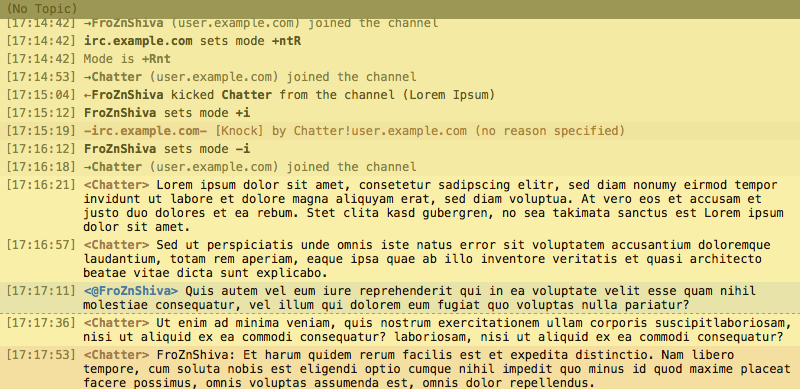 (No Topic)
[17:14:42] →FroZnShiva (user.example.com) joined the channel
[17:14:42] irc.example.com sets mode +ntR
[17:14:42] Mode is +Rnt
[17:14:53] →Chatter (user.example.com) joined the channel
[17:15:04] ←FroZnShiva kicked Chatter from the channel (Lorem Ipsum)
[17:15:12] FroZnShiva sets mode +i
[17:15:19] −irc.example.com− [Knock] by Chatter!user.example.com (no reason specified)
[17:16:12] FroZnShiva sets mode −i
[17:16:18] →Chatter (user.example.com) joined the channel
[17:16:21] <Chatter> Lorem ipsum dolor sit amet, consetetur sadipscing elitr, sed diam nonumy eirmod tempor
invidunt ut labore et dolore magna aliquyam erat, sed diam voluptua. At vero eos et accusam et
justo duo dolores et ea rebum. Stet clita kasd gubergren, no sea takimata sanctus est Lorem ipsum
dolor sit amet.
[17:16:57] <Chatter> Sed ut perspiciatis unde omnis iste natus error sit voluptatem accusantium doloremque
laudantium, totam rem aperiam, eaque ipsa quae ab illo inventore veritatis et quasi architecto
beatae vitae dicta sunt explicabo.
[17:17:11] <@FroZnShiva> Quis autem vel eum iure reprehenderit qui in ea voluptate velit esse quam nihil
molestiae consequatur, vel illum qui dolorem eum fugiat quo voluptas nulla pariatur?
[17:17:36] <Chatter> Ut enim ad minima veniam, quis nostrum exercitationem ullam corporis suscipitlaboriosam,
nisi ut aliquid ex ea commodi consequatur? laboriosam, nisi ut aliquid ex ea commodi consequatur?
[17:17:53] <Chatter> FroZnShiva: Et harum quidem rerum facilis est et expedita distinctio. Nam libero
tempore, cum soluta nobis est eligendi optio cumque nihil impedit quo minus id quod maxime placeat
facere possimus, omnis voluptas assumenda est, omnis dolor repellendus.